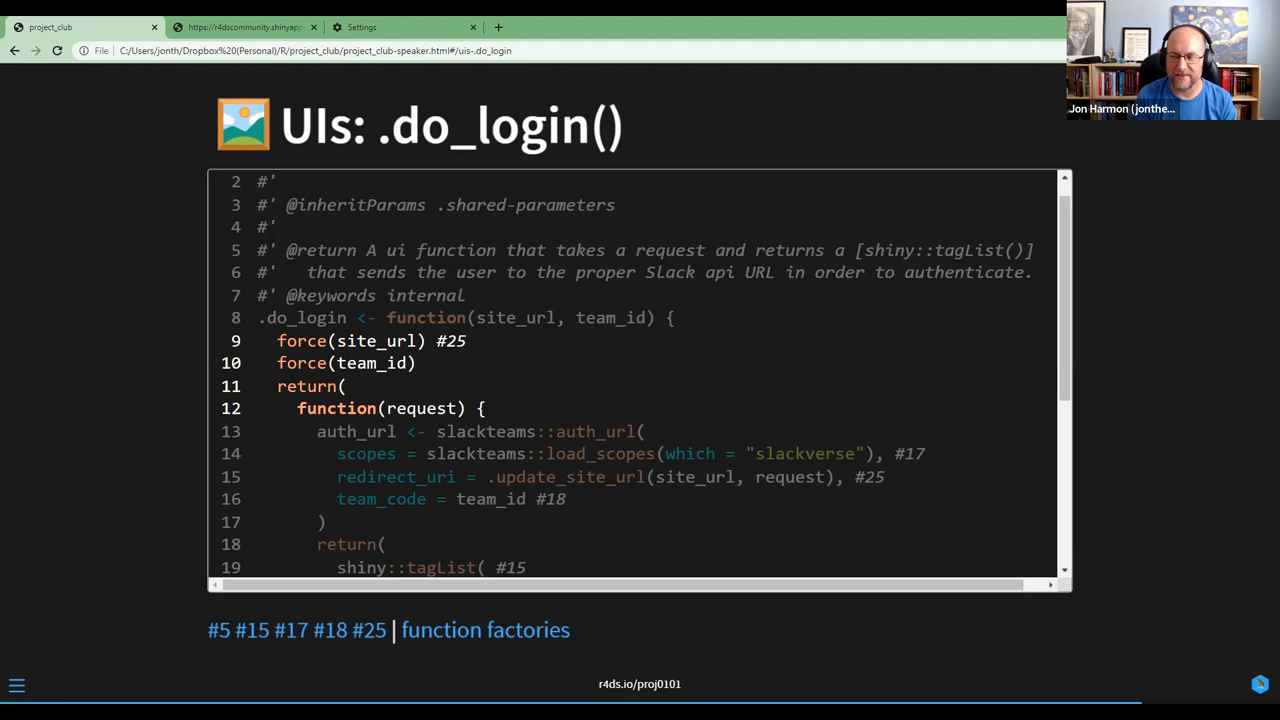 project_club
https://r4dscommunity.shinyapp
Settings
File
C:/Users/jonth/Dropbox%20(Personal)/R/project_club/project_club-speaker.html#/uis-.do_login
Jon Harmon (jonthe...
UIs: .do_login()
2 #'
3 #' @inheritParams .shared-parameters
4 #'
5 #' @return A ui function that takes a request and returns a [shiny::tagList()]
6 #'   that sends the user to the proper Slack api URL in order to authenticate.
7 #' @keywords internal
8 .do_login <- function(site_url, team_id) {
9   force(site_url) #25
10   force(team_id)
11   return(
12     function(request) {
13       auth_url <- slackteams::auth_url(
14         scopes = slackteams::load_scopes(which = "slackverse"), #17
15         redirect_uri = .update_site_url(site_url, request), #25
16         team_code = team_id #18
17       )
18       return(
19         shiny::tagList( #15
#5 #15 #17 #18 #25 | function factories
r4ds.io/proj0101